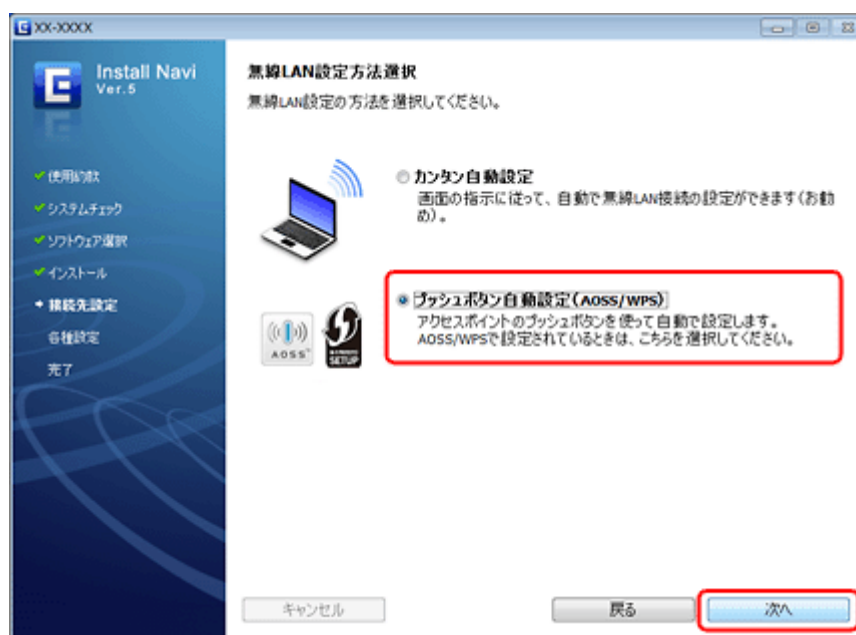 XX-XXXX
Install Navi
Ver.5
使用約款
システムチェック
ソフトウェア選択
インストール
接続先設定
各種設定
完了
無線LAN設定方法選択
無線LAN設定の方法を選択してください。
カンタン自動設定
画面の指示に従って、自動で無線LAN接続の設定ができます(お勧
め)。
プッシュボタン自動設定(AOSS/WPS)
アクセスポイントのプッシュボタンを使って自動で設定します。
AOSS/WPSで設定されているときは、こちらを選択してください。
AOSS
SETUP
キャンセル
戻る
次へ